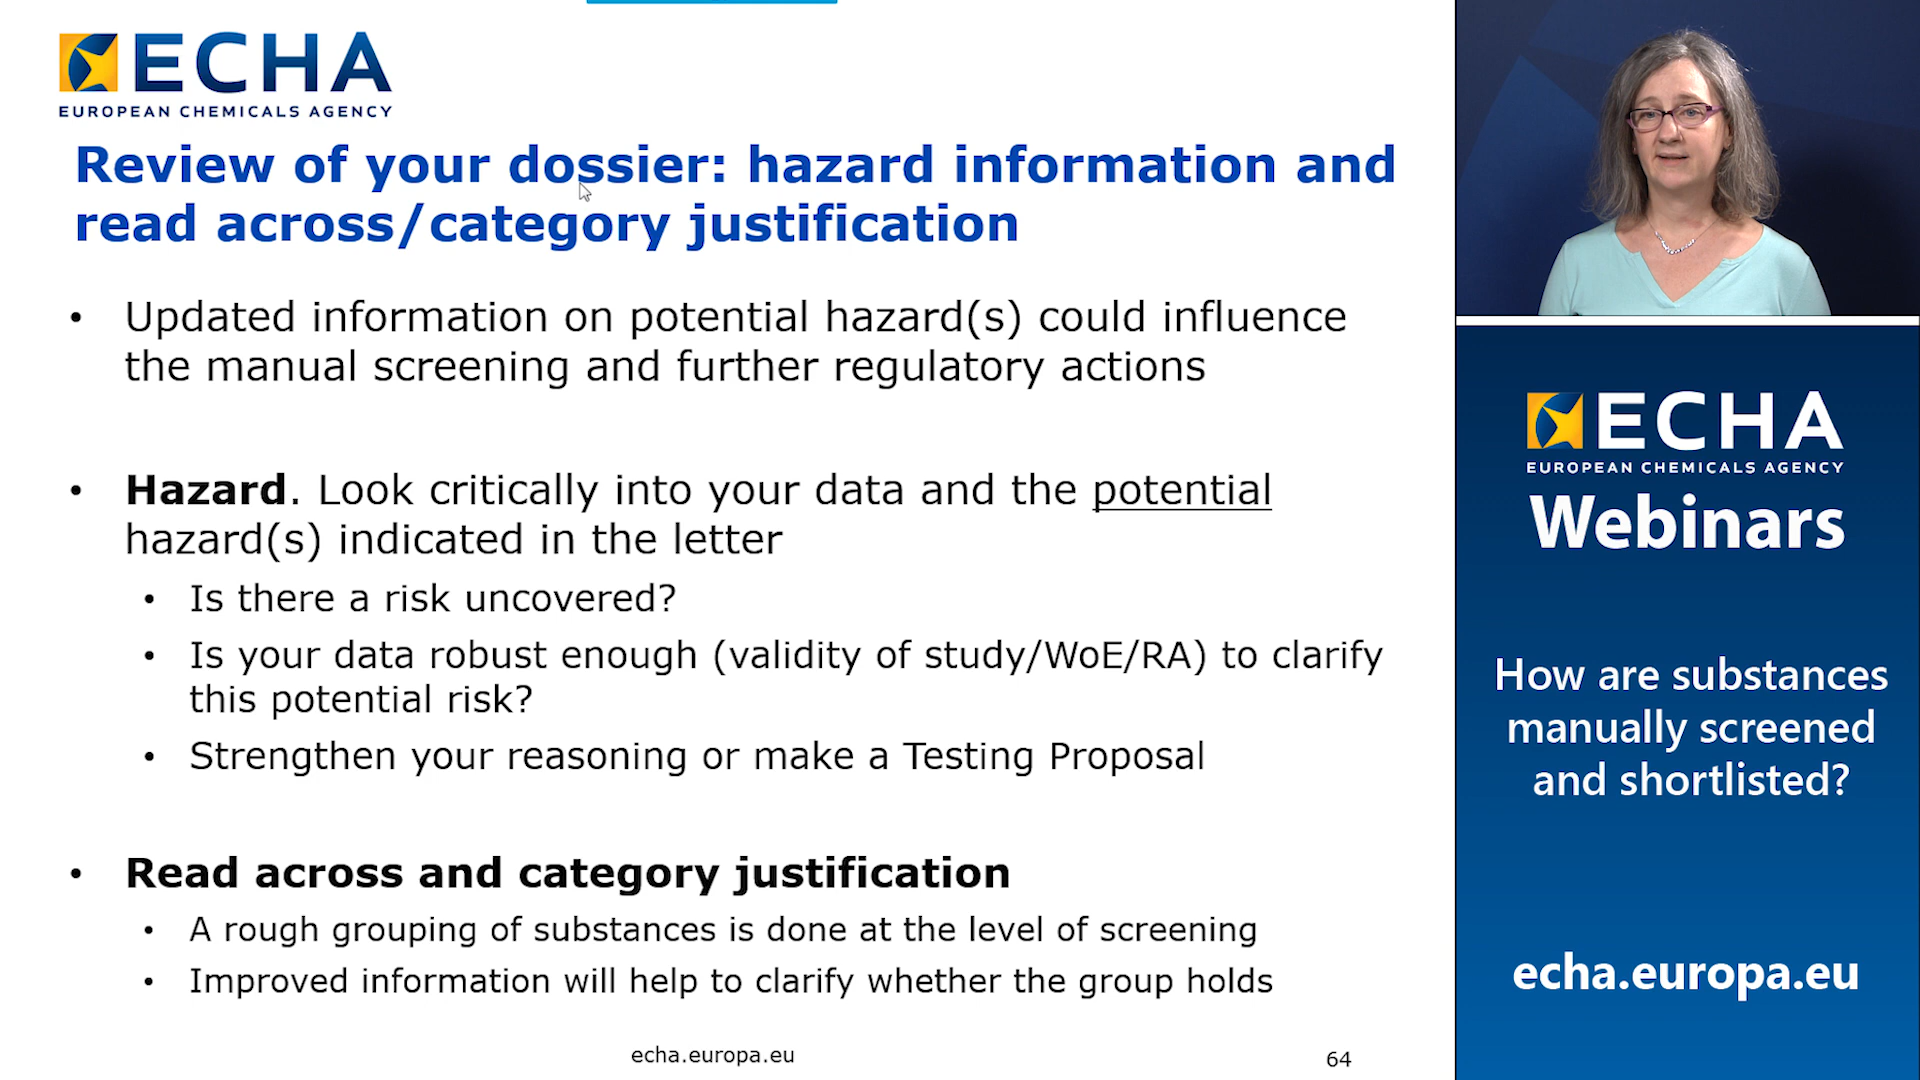 ECHA
EUROPEAN CHEMICALS AGENCY
Review of your dossier: hazard information and
read across/category justification
• Updated information on potential hazard(s) could influence
the manual screening and further regulatory actions
• Hazard. Look critically into your data and the potential
hazard(s) indicated in the letter
• Is there a risk uncovered?
• Is your data robust enough (validity of study/WoE/RA) to clarify
this potential risk?
• Strengthen your reasoning or make a Testing Proposal
• Read across and category justification
• A rough grouping of substances is done at the level of screening
• Improved information will help to clarify whether the group holds
echa.europa.eu
64
ECHA
EUROPEAN CHEMICALS AGENCY
Webinars
How are substances
manually screened
and shortlisted?
echa.europa.eu